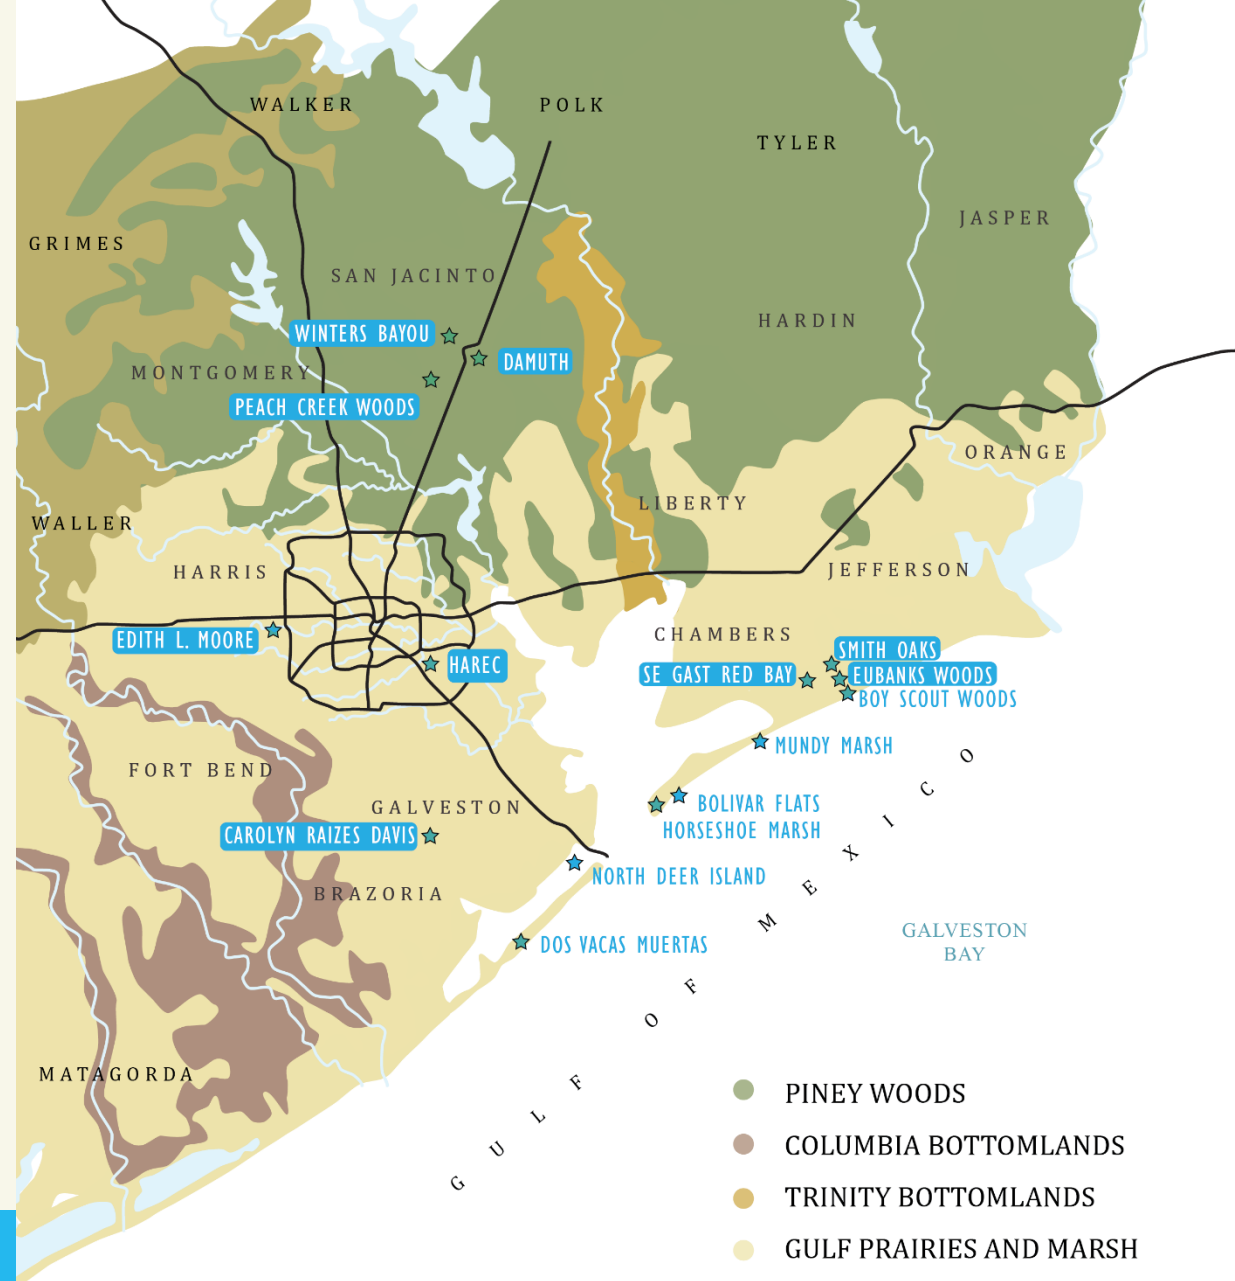 WALKER
POLK
TYLER
JASPER
GRIMES
SAN JACINTO
HARDIN
WINTERS BAYOU
DAMUTH
MONTGOMERY
PEACH CREEK WOODS
ORANGE
LIBERTY
WALLER
HARRIS
JEFFERSON
CHAMBERS
EDITH L. MOORE
HAREC
SMITH OAKS
SE GAST RED BAY
EUBANKS WOODS
BOY SCOUT WOODS
MUNDY MARSH
FORT BEND
GALVESTON
BOLIVAR FLATS
HORSESHOE MARSH
CAROLYN RAIZES DAVIS
NORTH DEER ISLAND
BRAZORIA
DOS VACAS MUERTAS
GULF OF MEXICO
GALVESTON
BAY
MATAGORDA
PINEY WOODS
COLUMBIA BOTTOMLANDS
TRINITY BOTTOMLANDS
GULF PRAIRIES AND MARSH